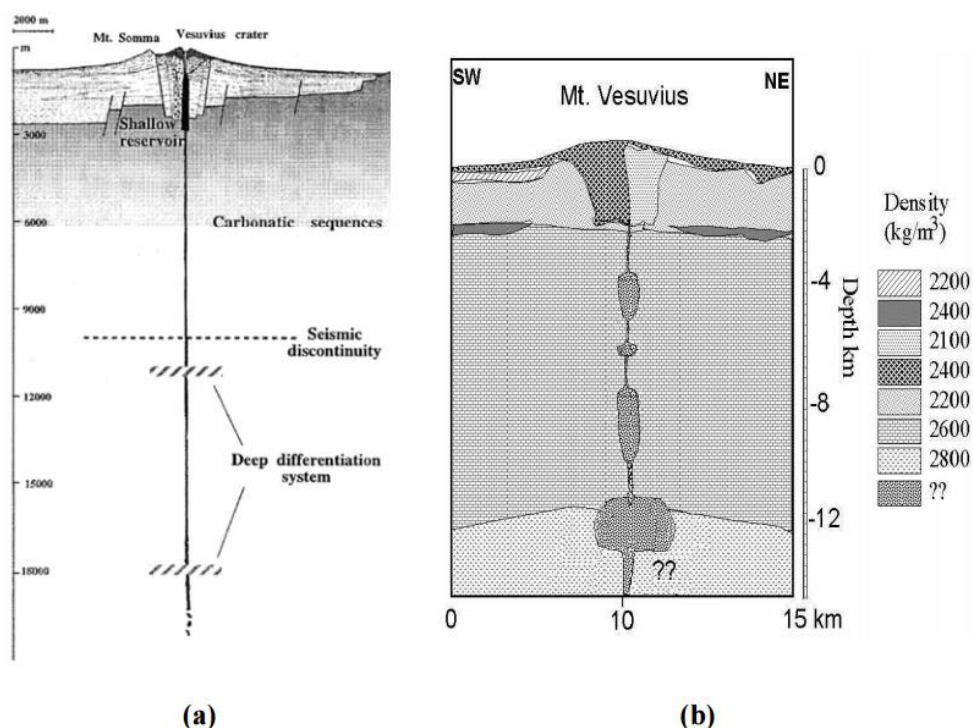 2000 m
m
Mt. Somma
Vesuvius crater
Shallow
reservoir
3000
Carbonatic sequences
6000
9000
Seismic
discontinuity
12000
Deep differentiation
system
15000
18000
(a)
SW
NE
Mt. Vesuvius
0
-4
-8
-12
Depth km
??
0
10
15 km
Density
(kg/m³)
2200
2400
2100
2400
2200
2600
2800
??
(b)